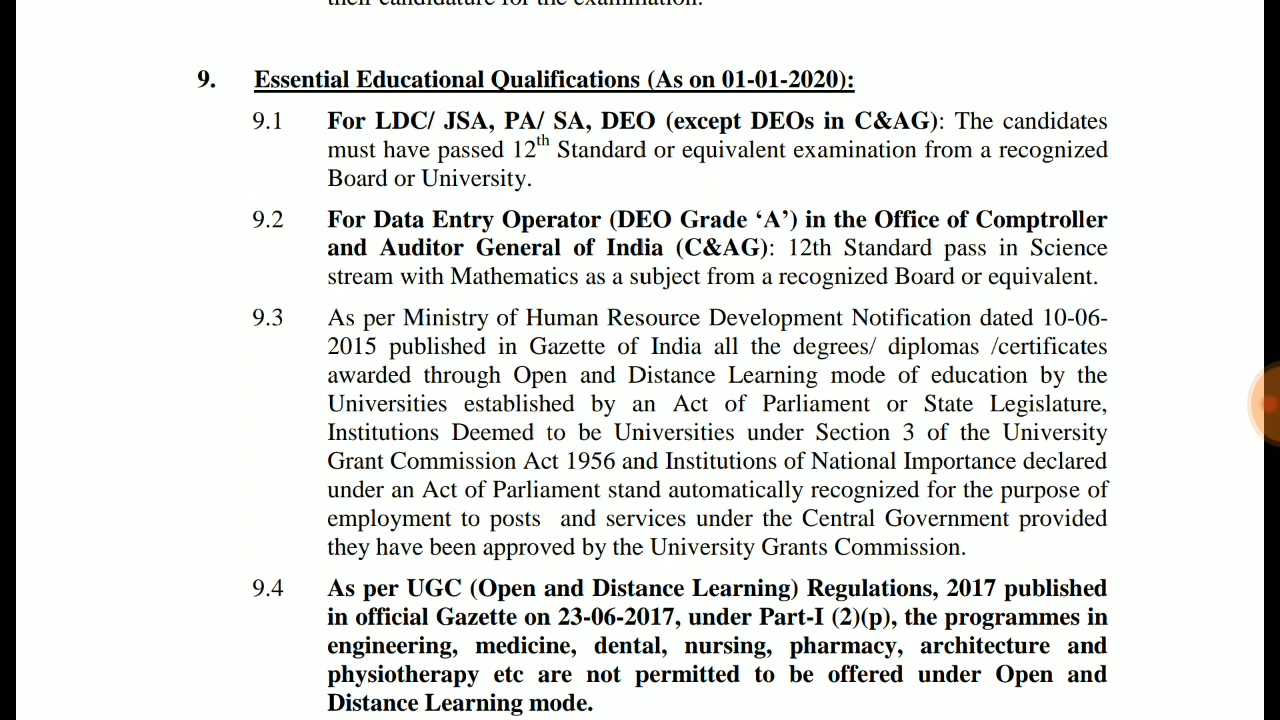 their candidature for the examination.
9. Essential Educational Qualifications (As on 01-01-2020):
9.1 For LDC/ JSA, PA/ SA, DEO (except DEOs in C&AG): The candidates
must have passed 12th Standard or equivalent examination from a recognized
Board or University.
9.2 For Data Entry Operator (DEO Grade ‘A’) in the Office of Comptroller
and Auditor General of India (C&AG): 12th Standard pass in Science
stream with Mathematics as a subject from a recognized Board or equivalent.
9.3 As per Ministry of Human Resource Development Notification dated 10-06-
2015 published in Gazette of India all the degrees/ diplomas /certificates
awarded through Open and Distance Learning mode of education by the
Universities established by an Act of Parliament or State Legislature,
Institutions Deemed to be Universities under Section 3 of the University
Grant Commission Act 1956 and Institutions of National Importance declared
under an Act of Parliament stand automatically recognized for the purpose of
employment to posts and services under the Central Government provided
they have been approved by the University Grants Commission.
9.4 As per UGC (Open and Distance Learning) Regulations, 2017 published
in official Gazette on 23-06-2017, under Part-I (2)(p), the programmes in
engineering, medicine, dental, nursing, pharmacy, architecture and
physiotherapy etc are not permitted to be offered under Open and
Distance Learning mode.